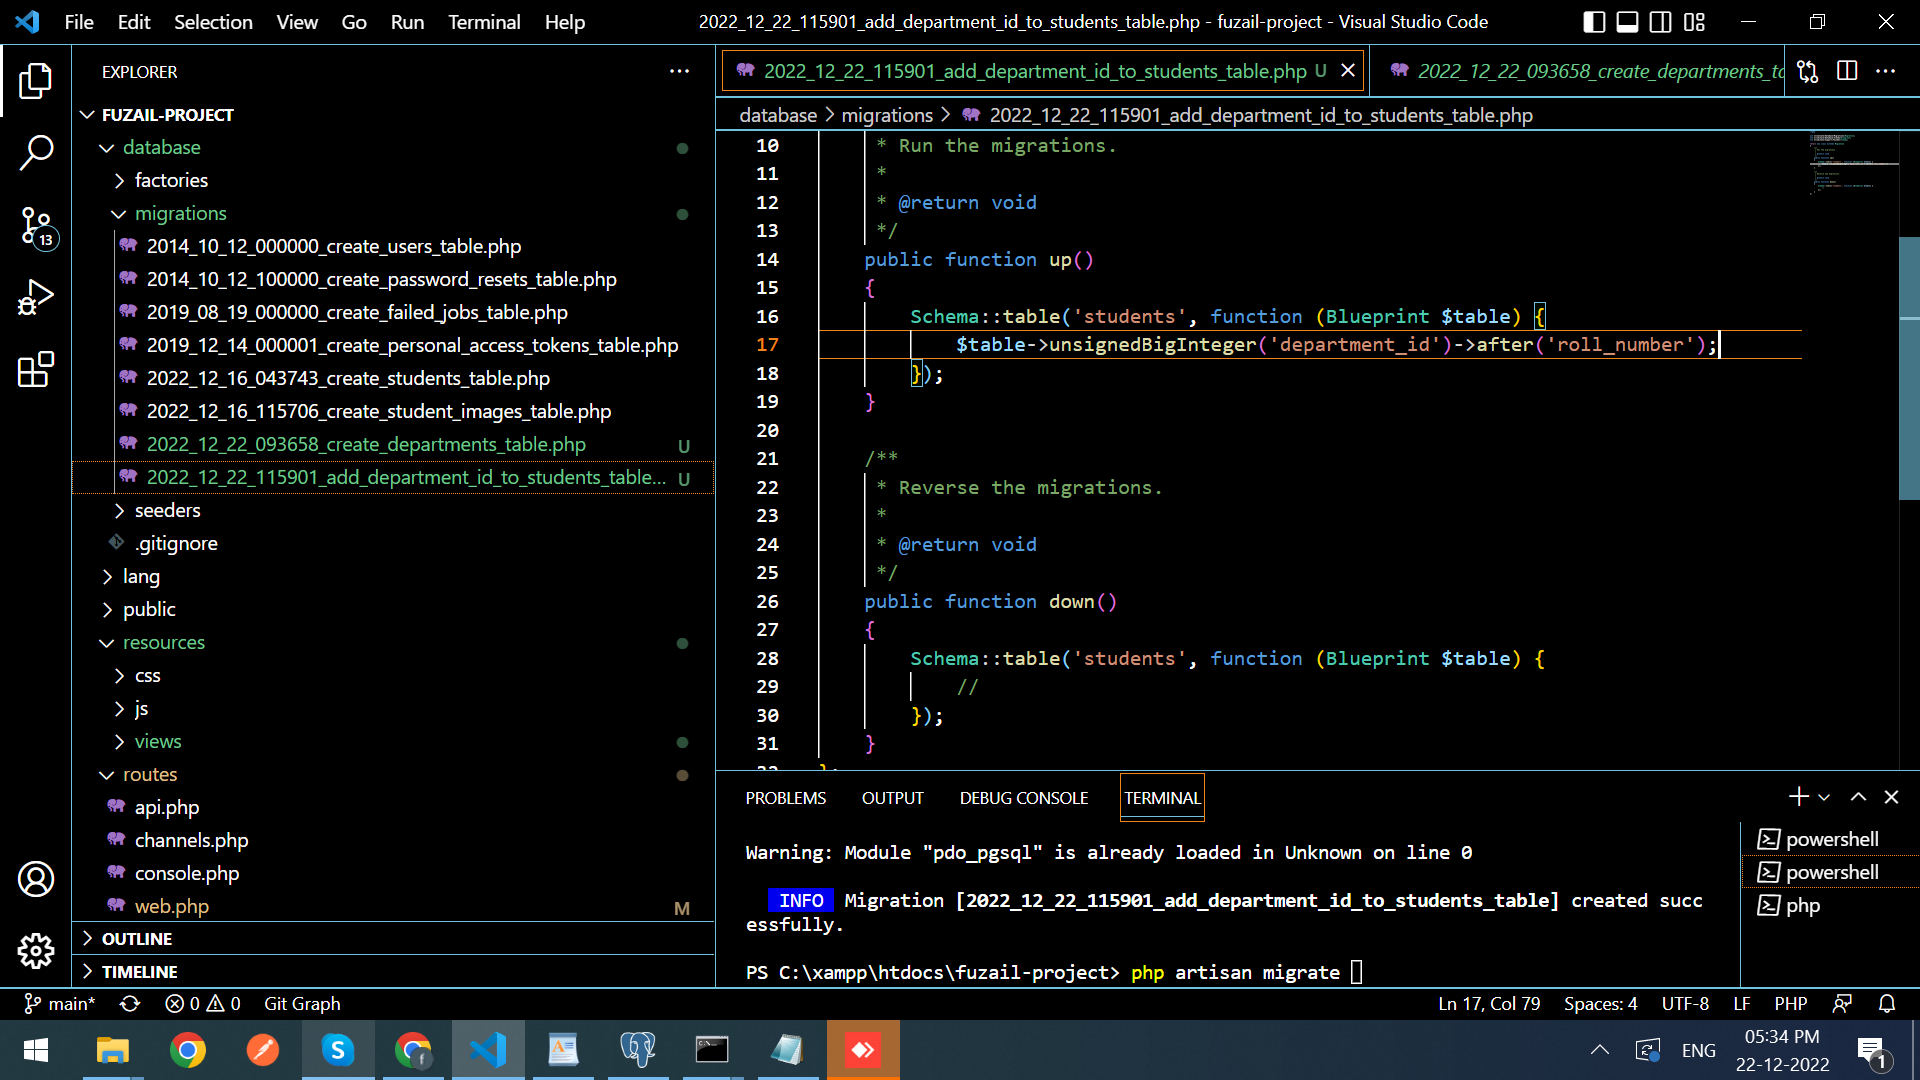 File Edit Selection View Go Run Terminal Help
2022_12_22_115901_add_department_id_to_students_table.php - fuzail-project - Visual Studio Code
EXPLORER
FUZAIL-PROJECT
database
factories
migrations
2014_10_12_000000_create_users_table.php
2014_10_12_100000_create_password_resets_table.php
2019_08_19_000000_create_failed_jobs_table.php
2019_12_14_000001_create_personal_access_tokens_table.php
2022_12_16_043743_create_students_table.php
2022_12_16_115706_create_student_images_table.php
2022_12_22_093658_create_departments_table.php U
2022_12_22_115901_add_department_id_to_students_table... U
seeders
.gitignore
lang
public
resources
css
js
views
routes
api.php
channels.php
console.php
web.php M
OUTLINE
TIMELINE
13
2022_12_22_115901_add_department_id_to_students_table.php U
2022_12_22_093658_create_departments_ta
database > migrations > 2022_12_22_115901_add_department_id_to_students_table.php
10 * Run the migrations.
11 *
12 * @return void
13 */
14 public function up()
15 {
16 Schema::table('students', function (Blueprint $table) {
17 $table->unsignedBigInteger('department_id')->after('roll_number');
18 });
19 }
20
21 /**
22 * Reverse the migrations.
23 *
24 * @return void
25 */
26 public function down()
27 {
28 Schema::table('students', function (Blueprint $table) {
29 //
30 });
31 }
PROBLEMS OUTPUT DEBUG CONSOLE TERMINAL
Warning: Module "pdo_pgsql" is already loaded in Unknown on line 0
INFO Migration [2022_12_22_115901_add_department_id_to_students_table] created succ
essfully.
PS C:\xampp\htdocs\fuzail-project> php artisan migrate
powershell
powershell
php
main* 0 0 Git Graph
Ln 17, Col 79 Spaces: 4 UTF-8 LF PHP
ENG
05:34 PM
22-12-2022
1